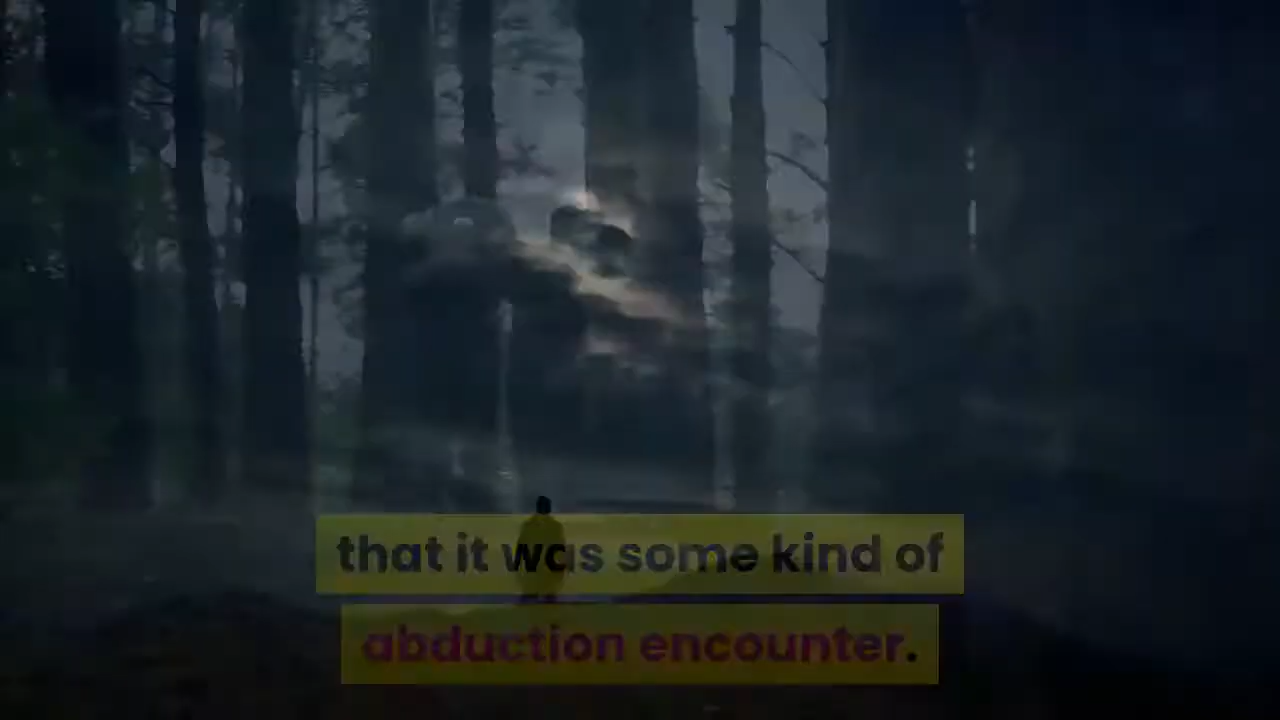 that it was some kind of
abduction encounter.